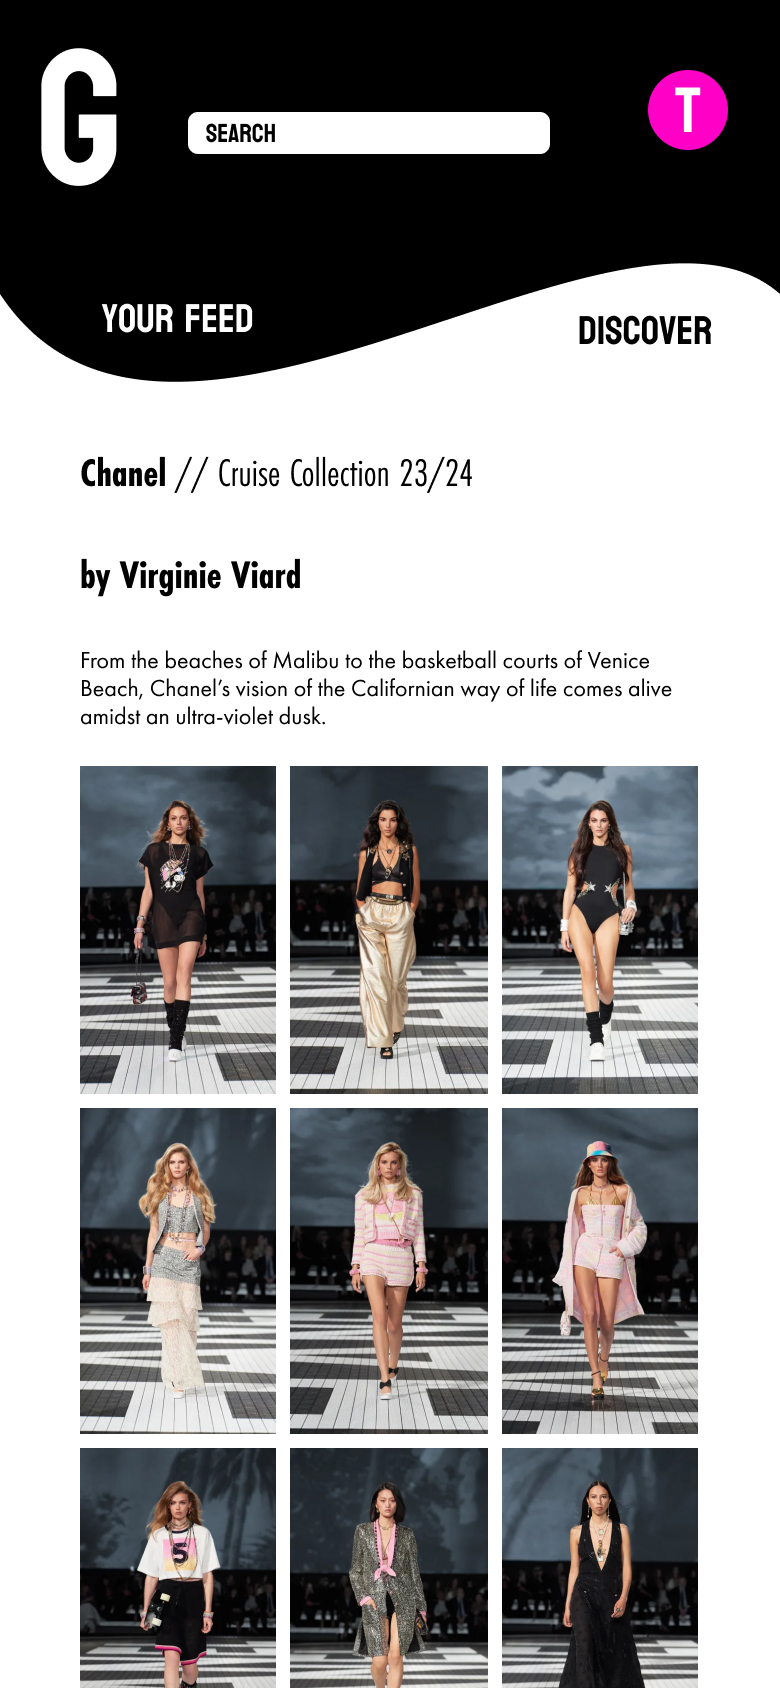 G
SEARCH
T
YOUR FEED
DISCOVER
Chanel // Cruise Collection 23/24
by Virginie Viard
From the beaches of Malibu to the basketball courts of Venice
Beach, Chanel’s vision of the Californian way of life comes alive
amidst an ultra-violet dusk.
S